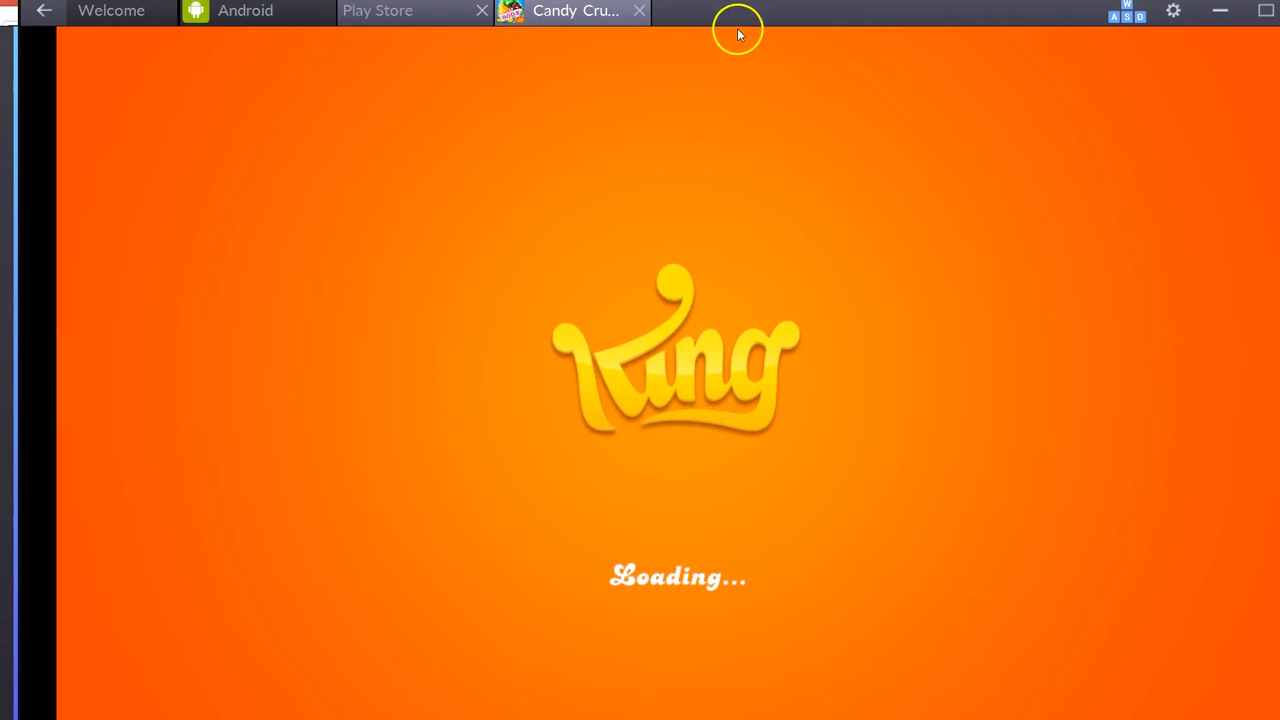 Welcome
Android
Play Store
Candy Cru...
W
A S D
King
Loading...